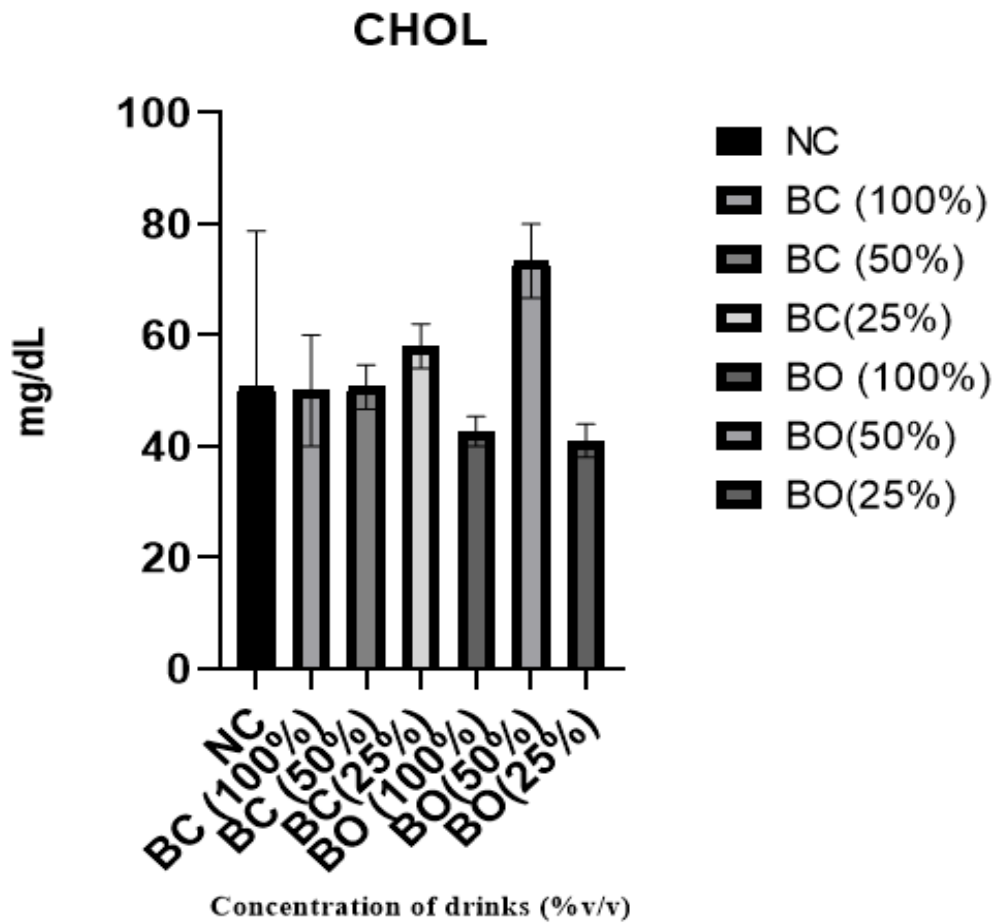 CHOL
mg/dL
100
80
60
40
20
0
NC
BC (100%)
BC (50%)
BC(25%)
BO (100%)
BO(50%)
BO(25%)
NC
BC (100%)
BC (50%)
BC(25%)
BO (100%)
BO(50%)
BO(25%)
Concentration of drinks (%v/v)